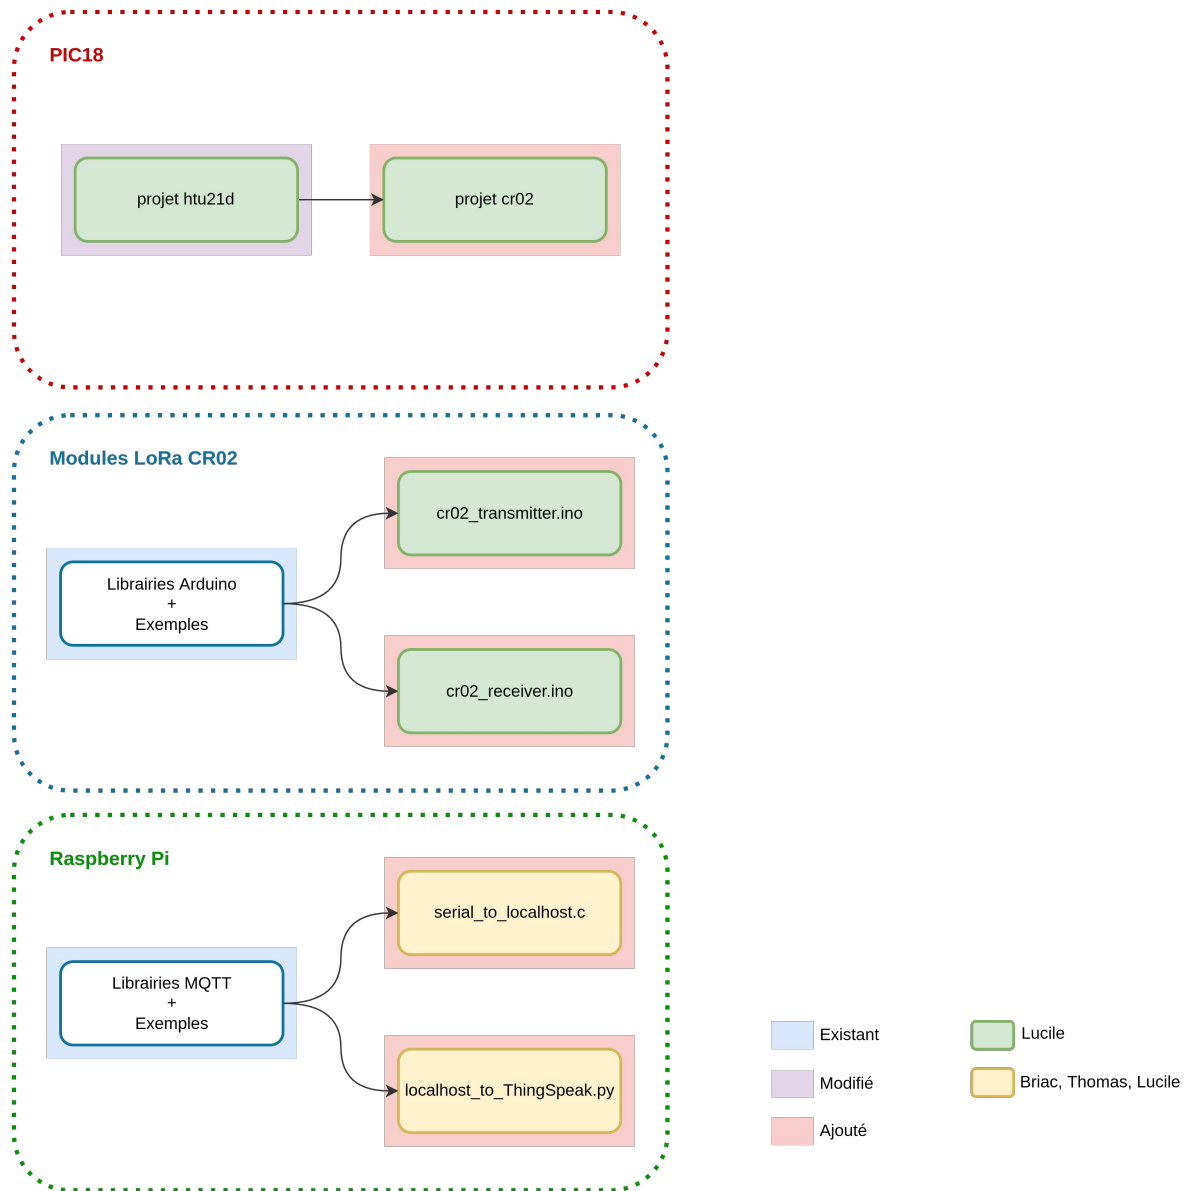 PIC18
projet htu21d
projet cr02
Modules LoRa CR02
cr02_transmitter.ino
Librairies Arduino
+
Exemples
cr02_receiver.ino
Raspberry Pi
serial_to_localhost.c
Librairies MQTT
+
Exemples
localhost_to_ThingSpeak.py
Existant
Modifié
Ajouté
Lucile
Briac, Thomas, Lucile